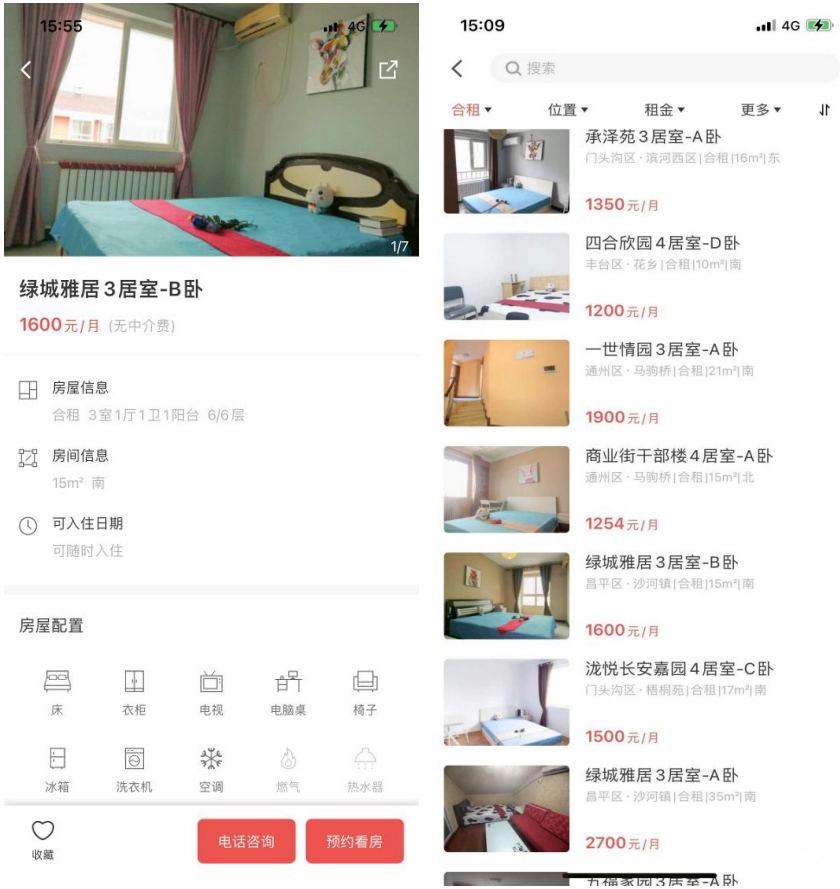 15:55
4G
1/7
绿城雅居3居室-B卧
1600元/月 (无中介费)
房屋信息
合租 3室1厅1卫1阳台 6/6层
房间信息
15m² 南
可入住日期
可随时入住
房屋配置
床
衣柜
电视
电脑桌
椅子
冰箱
洗衣机
空调
燃气
热水器
收藏
电话咨询
预约看房
15:09
4G
搜索
合租
位置
租金
更多
承泽苑3居室-A卧
门头沟区·滨河西区|合租|16m²|东
1350元/月
四合欣园4居室-D卧
丰台区·花乡|合租|10m²|南
1200元/月
一世情园3居室-A卧
通州区·马驹桥|合租|21m²|南
1900元/月
商业街干部楼4居室-A卧
通州区·马驹桥|合租|15m²|北
1254元/月
绿城雅居3居室-B卧
昌平区·沙河镇|合租|15m²|南
1600元/月
泷悦长安嘉园4居室-C卧
门头沟区·梧桐苑|合租|17m²|南
1500元/月
绿城雅居3居室-A卧
昌平区·沙河镇|合租|35m²|南
2700元/月
五福家园3居室-A卧